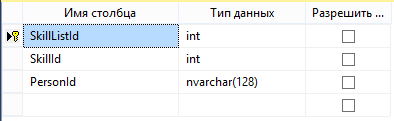 Имя столбца Тип данных Разрешить ...
SkillListId int
SkillId int
PersonId nvarchar(128)